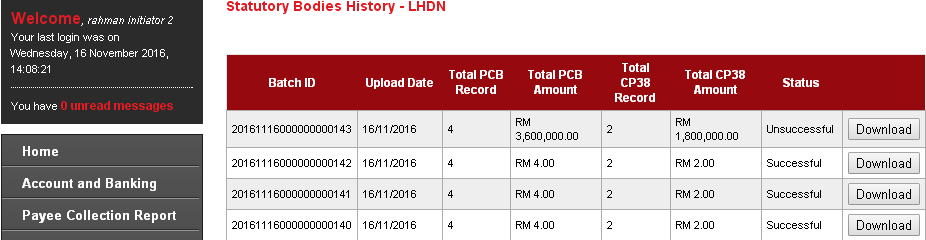 Welcome, rahman initiator 2
Your last login was on
Wednesday, 16 November 2016,
14:08:21
You have 0 unread messages
Home
Account and Banking
Payee Collection Report
Statutory Bodies History - LHDN
Batch ID Upload Date Total PCB Record Total PCB Amount Total CP38 Record Total CP38 Amount Status
20161116000000000143 16/11/2016 4 RM 3,600,000.00 2 RM 1,800,000.00 Unsuccessful Download
20161116000000000142 16/11/2016 4 RM 4.00 2 RM 2.00 Successful Download
20161116000000000141 16/11/2016 4 RM 4.00 2 RM 2.00 Successful Download
20161116000000000140 16/11/2016 4 RM 4.00 2 RM 2.00 Successful Download